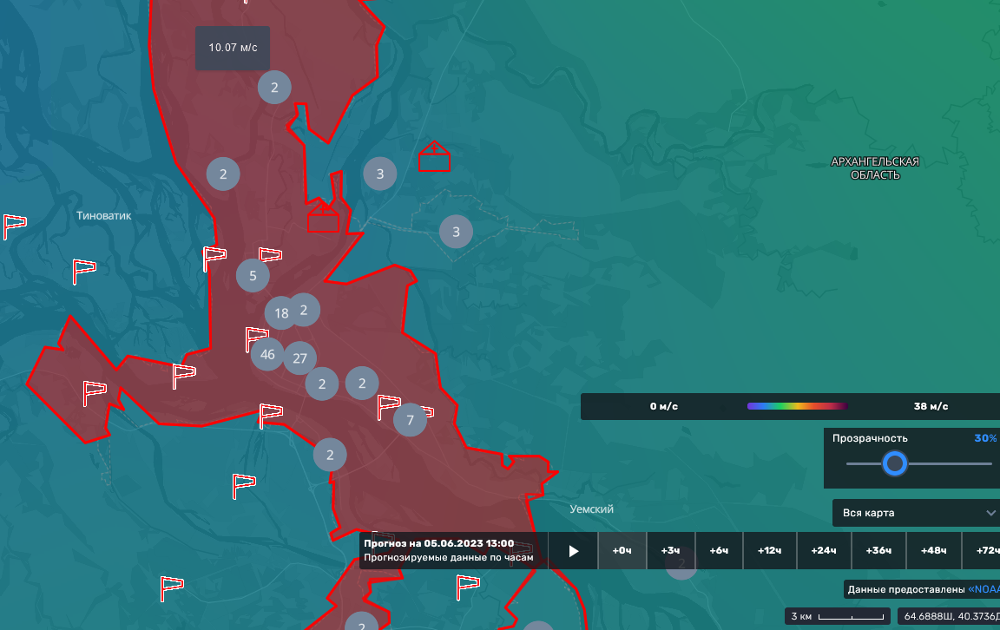 10.07 м/с
2
2
3
АРХАНГЕЛЬСКАЯ
ОБЛАСТЬ
Тиноватик
3
5
18
2
46
27
2
2
7
0 м/с
38 м/с
Прозрачность
30%
2
Уемский
Вся карта
Прогноз на 05.06.2023 13:00
Прогнозируемые данные по часам
+0ч
+3ч
+6ч
+12ч
+24ч
+36ч
+48ч
+72ч
2
Данные предоставлены «NOAA
3 км
64.6888Ш, 40.3736Д
2